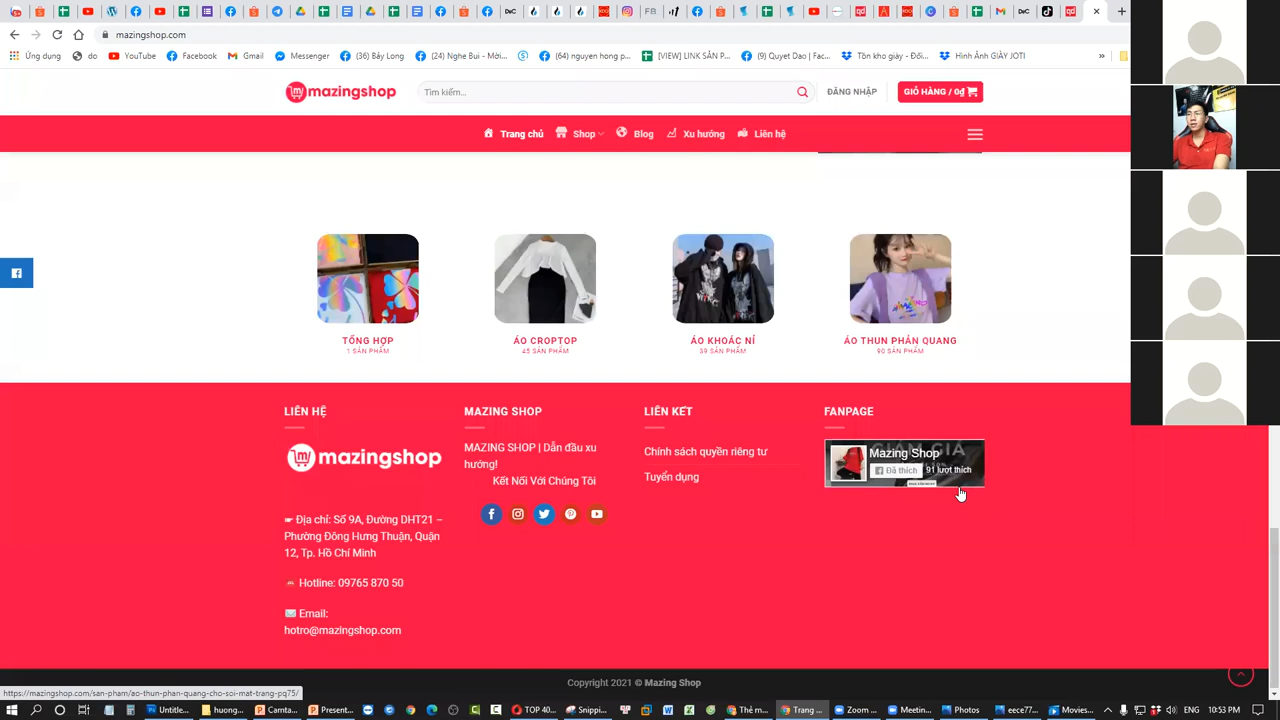 mazingshop.com
Ứng dụng
do
YouTube
Facebook
Gmail
Messenger
(36) Bảy Long
(24) Nghe Bui - Mời...
(64) nguyen hong p...
[VIEW] LINK SẢN P...
(9) Quyet Dao | Fac...
Tồn kho giày - Đối...
Hình Ảnh GIÀY JOTI
»
mazingshop
Tìm kiếm...
ĐĂNG NHẬP
GIỎ HÀNG / 0₫
Trang chủ
Shop
Blog
Xu hướng
Liên hệ
TỔNG HỢP
1 SẢN PHẨM
ÁO CROPTOP
45 SẢN PHẨM
ÁO KHOÁC NỈ
39 SẢN PHẨM
ÁO THUN PHẢN QUANG
90 SẢN PHẨM
LIÊN HỆ
mazingshop
☛ Địa chỉ: Số 9A, Đường DHT21 –
Phường Đông Hưng Thuận, Quận
12, Tp. Hồ Chí Minh
Hotline: 09765 870 50
Email:
hotro@mazingshop.com
MAZING SHOP
MAZING SHOP | Dẫn đầu xu
hướng!
Kết Nối Với Chúng Tôi
LIÊN KẾT
Chính sách quyền riêng tư
Tuyển dụng
FANPAGE
GIẢM GIÁ
Mazing Shop
Đã thích
91 lượt thích
Copyright 2021 © Mazing Shop
https://mazingshop.com/san-pham/ao-thun-phan-quang-cho-soi-mat-trang-pq75/
Untitle...
huong...
Camta...
Present...
TOP 40...
Snippi...
Thẻ m...
Trang ...
Zoom ...
Meetin...
Photos
eece77...
Movies...
ENG
10:53 PM